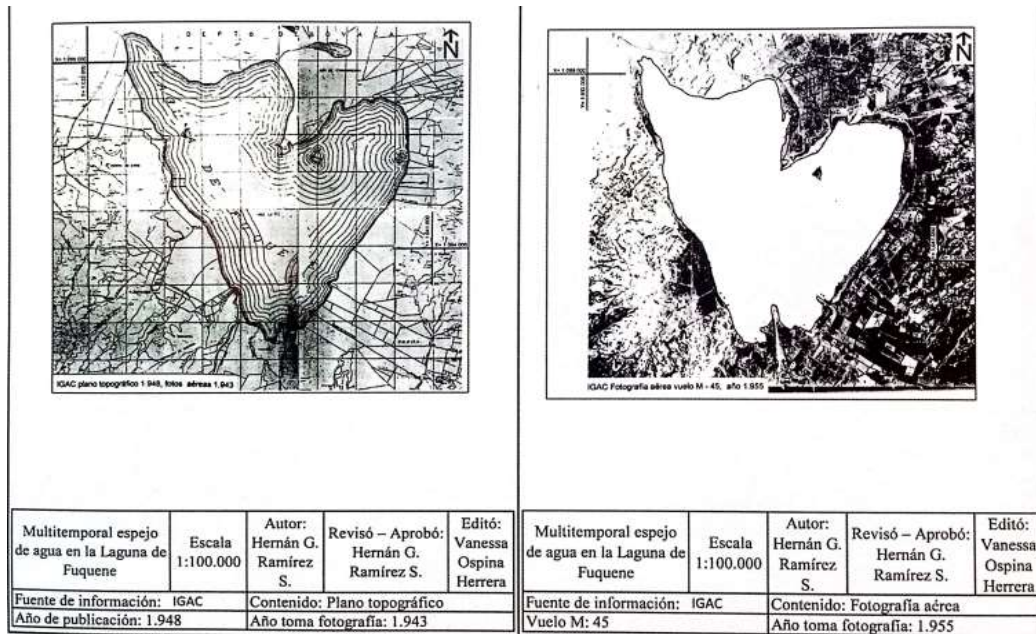 DEPTO DE BOYACA
N
IGAC plano topográfico 1.948, fotos aéreas 1.943
Multitemporal espejo
de agua en la Laguna de
Fuquene
Escala
1:100.000
Autor:
Hernán G.
Ramírez
S.
Revisó – Aprobó:
Hernán G.
Ramírez S.
Editó:
Vanessa
Ospina
Herrera
Fuente de información: IGAC
Contenido: Plano topográfico
Año de publicación: 1.948
Año toma fotografía: 1.943
N
IGAC Fotografía aérea vuelo M - 45, año 1.955
Multitemporal espejo
de agua en la Laguna de
Fuquene
Escala
1:100.000
Autor:
Hernán G.
Ramírez
S.
Revisó – Aprobó:
Hernán G.
Ramírez S.
Editó:
Vanessa
Ospina
Herrera
Fuente de información: IGAC
Contenido: Fotografía aérea
Vuelo M: 45
Año toma fotografía: 1.955